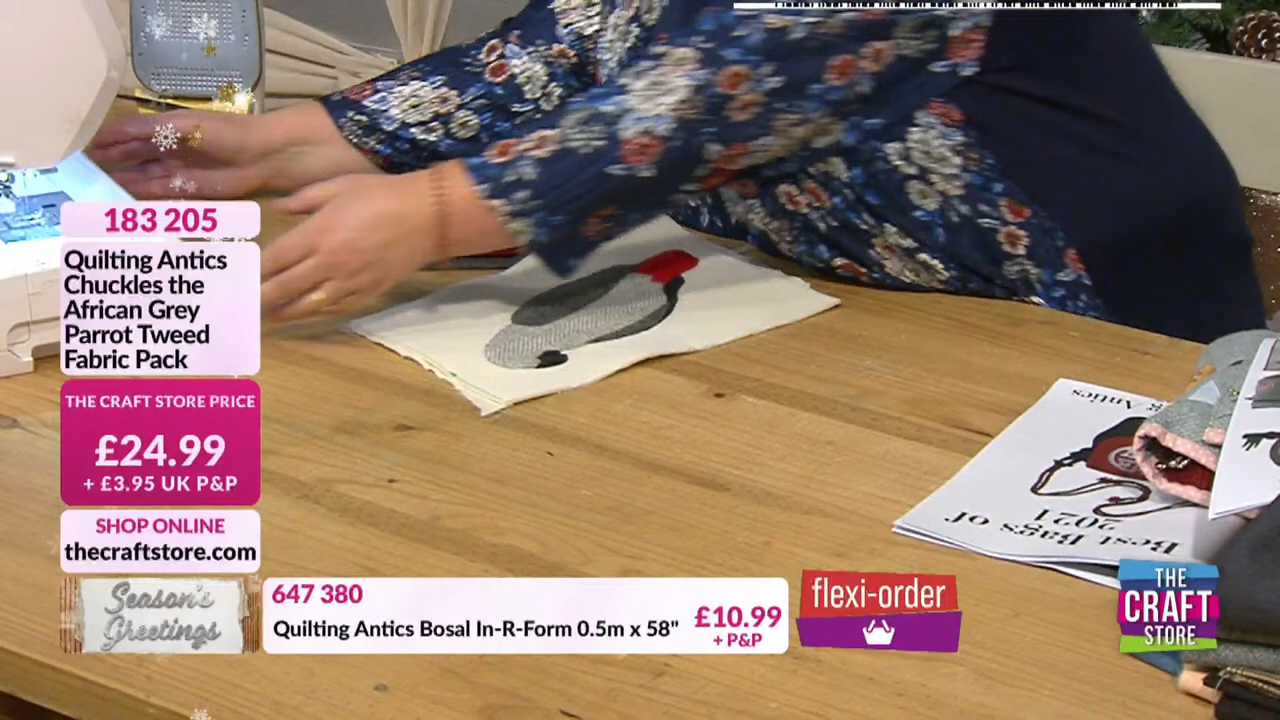 183 205
Quilting Antics
Chuckles the
African Grey
Parrot Tweed
Fabric Pack
THE CRAFT STORE PRICE
£24.99
+ £3.95 UK P&P
SHOP ONLINE
thecraftstore.com
Season's
Greetings
647 380
Quilting Antics Bosal In-R-Form 0.5m x 58"
£10.99
+ P&P
flexi-order
THE
CRAFT
STORE
Best Bags of
2021
Antics